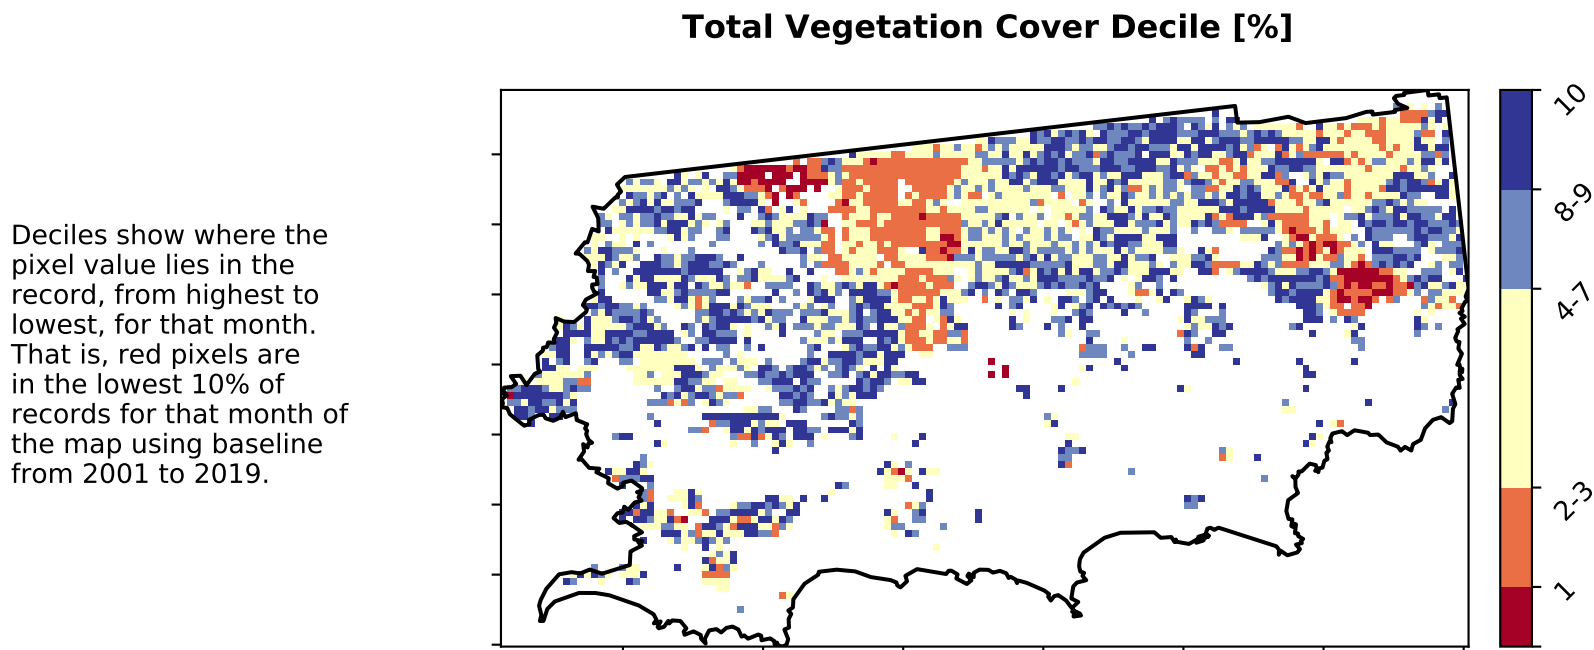 Total Vegetation Cover Decile [%]
Deciles show where the
pixel value lies in the
record, from highest to
lowest, for that month.
That is, red pixels are
in the lowest 10% of
records for that month of
the map using baseline
from 2001 to 2019.
10
8-9
4-7
2-3
1